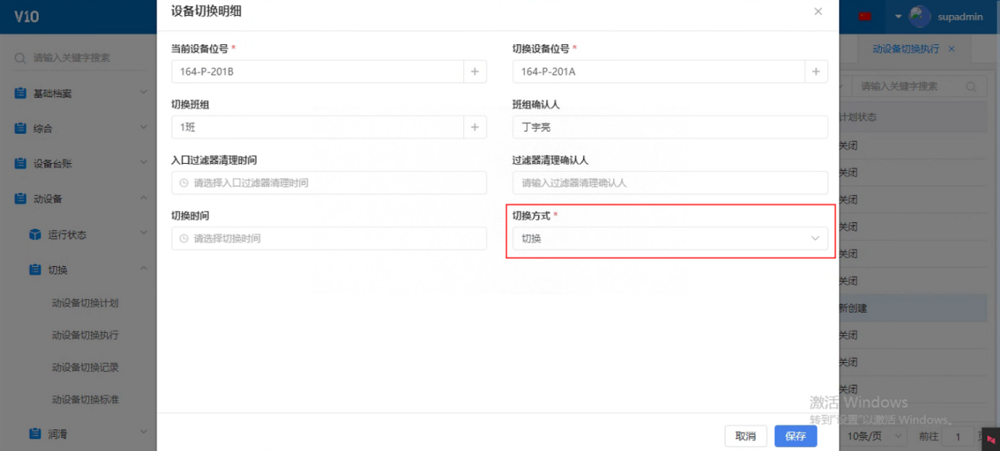 V10
设备切换明细
supadmin
请输入关键字搜索
基础档案
综合
设备台账
动设备
运行状态
切换
动设备切换计划
动设备切换执行
动设备切换记录
动设备切换标准
润滑
当前设备位号 *
164-P-201B
切换设备位号 *
164-P-201A
切换班组
1班
班组确认人
丁宇亮
入口过滤器清理时间
请选择入口过滤器清理时间
过滤器清理确认人
请输入过滤器清理确认人
切换时间
请选择切换时间
切换方式 *
切换
取消
保存
动设备切换执行
请输入关键字搜索
计划状态
关闭
关闭
关闭
关闭
关闭
关闭
新创建
关闭
关闭
关闭
激活 Windows
转到"设置"以激活 Windows。
10条/页
前往
1